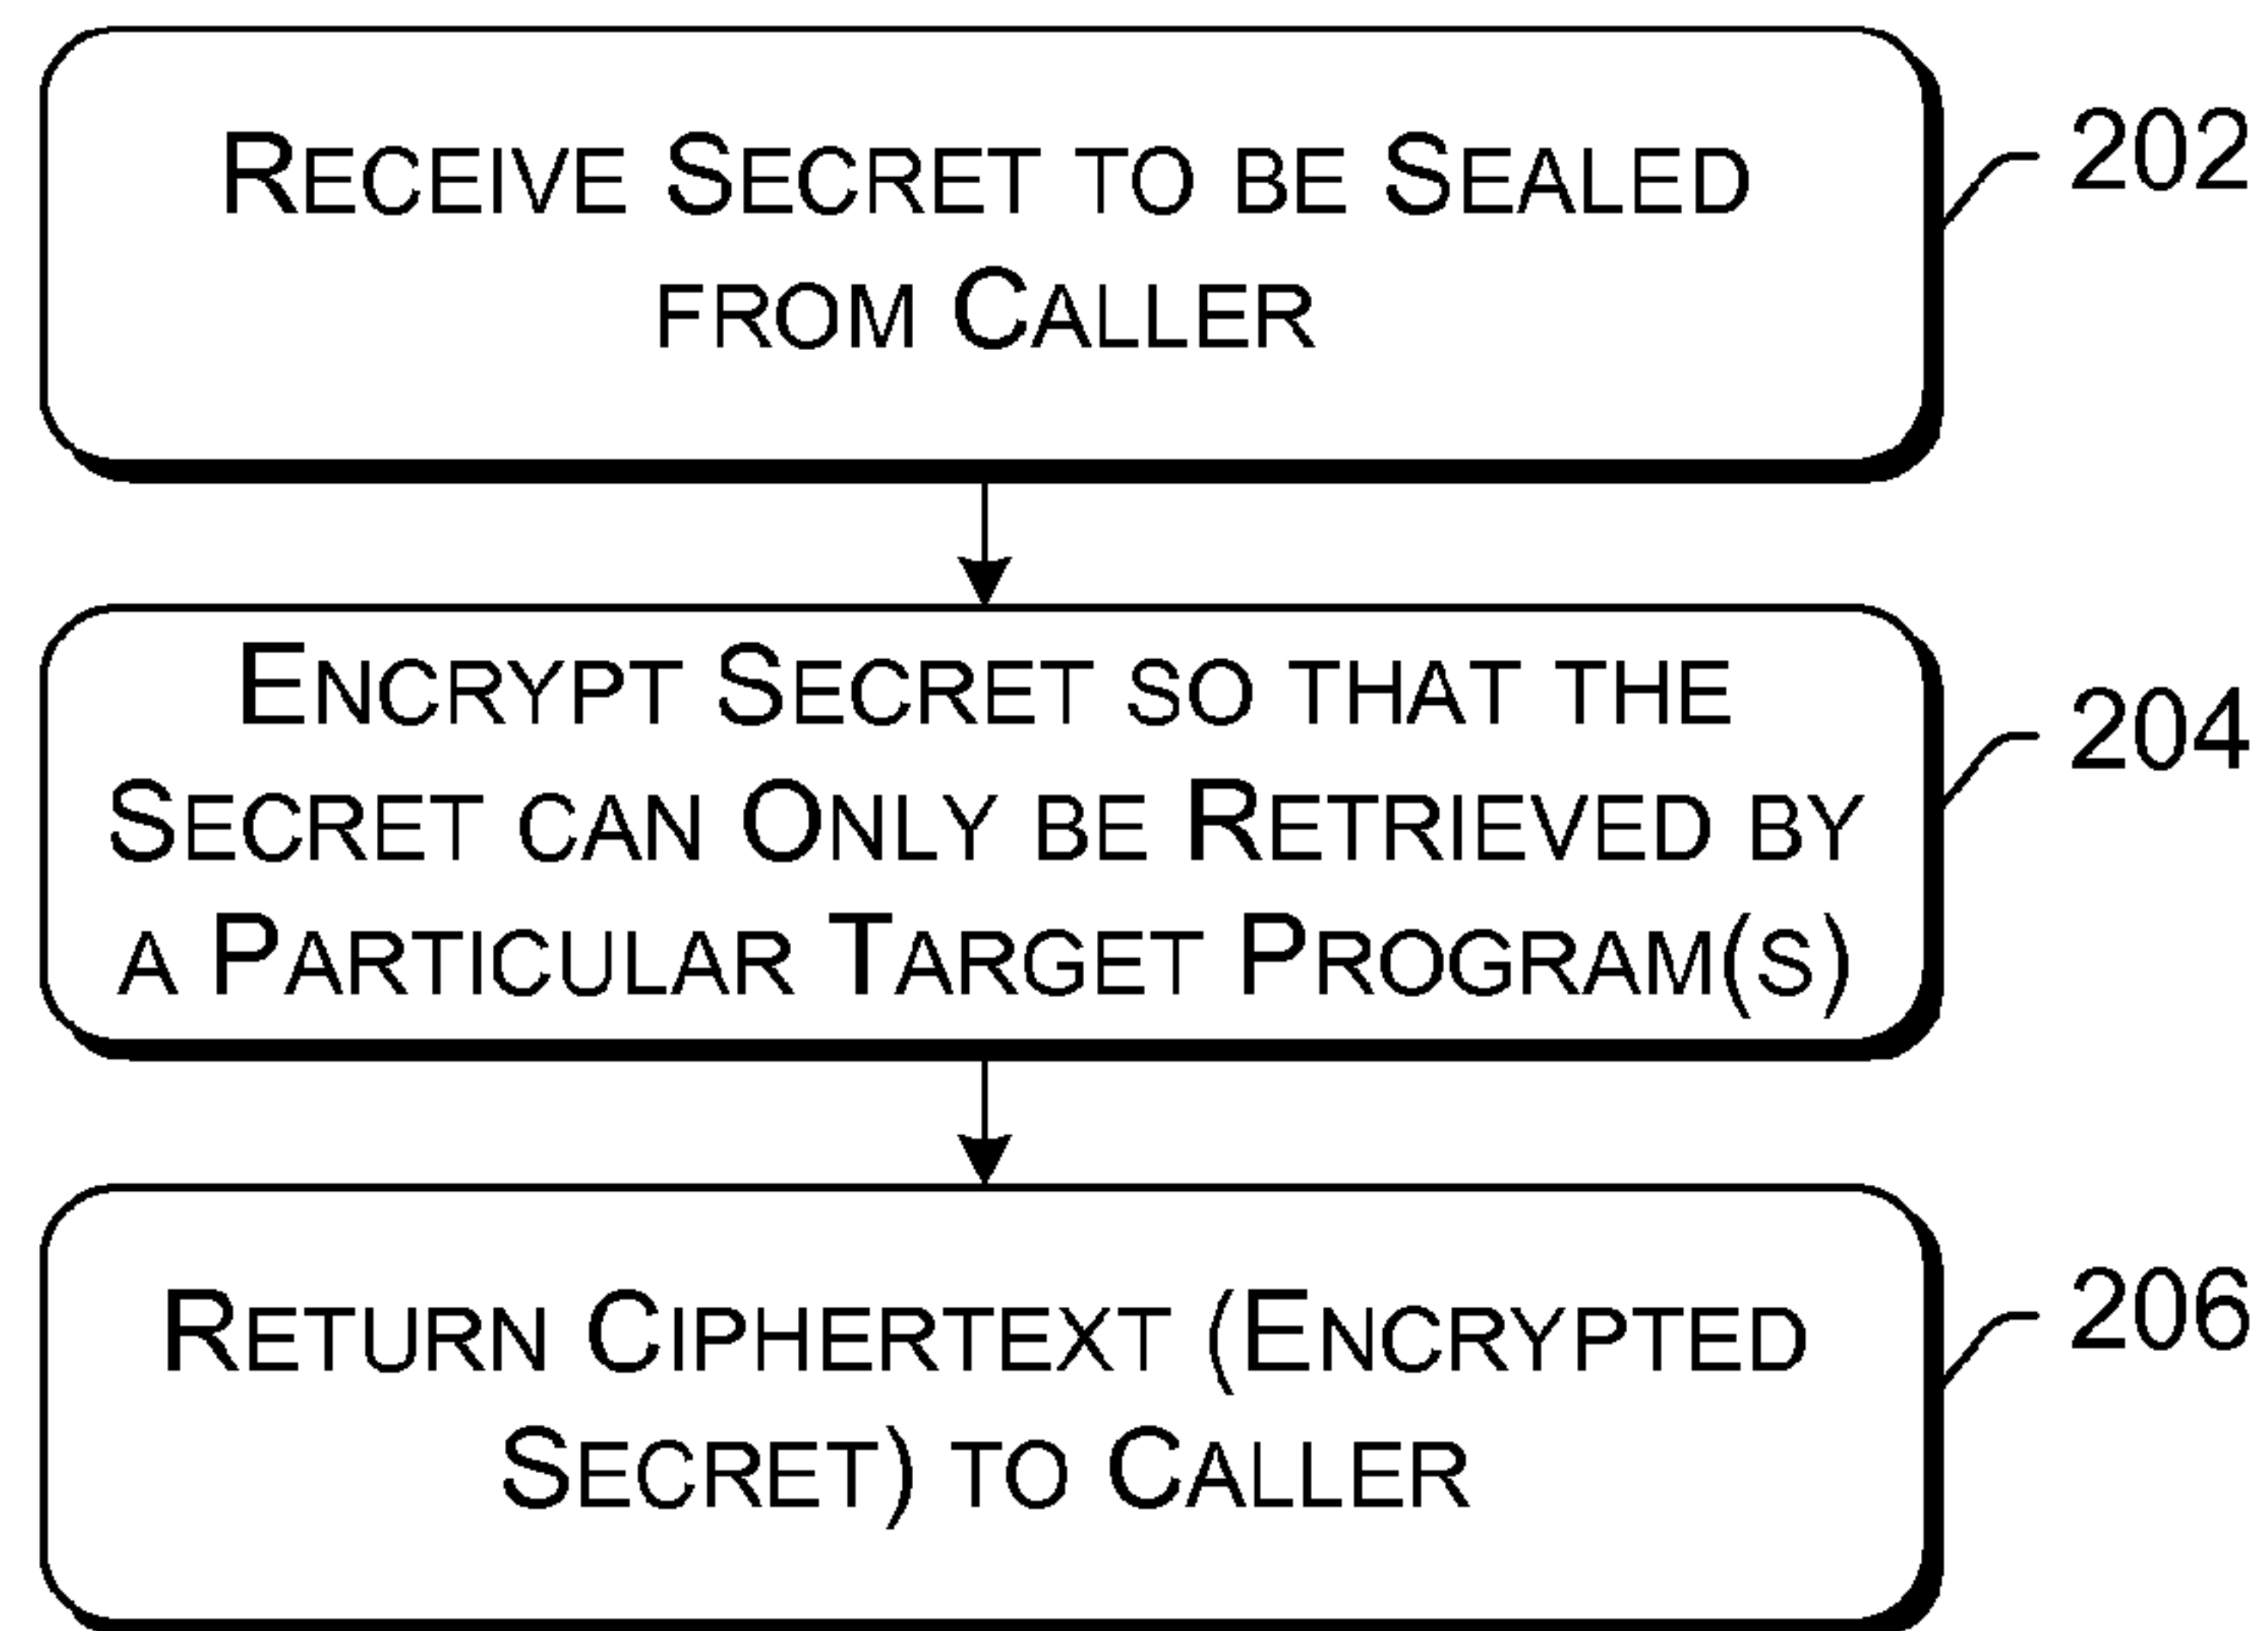 RECEIVE SECRET TO BE SEALED
FROM CALLER
202
ENCRYPT SECRET SO THAT THE
SECRET CAN ONLY BE RETRIEVED BY
A PARTICULAR TARGET PROGRAM(S)
204
RETURN CIPHERTEXT (ENCRYPTED
SECRET) TO CALLER
206